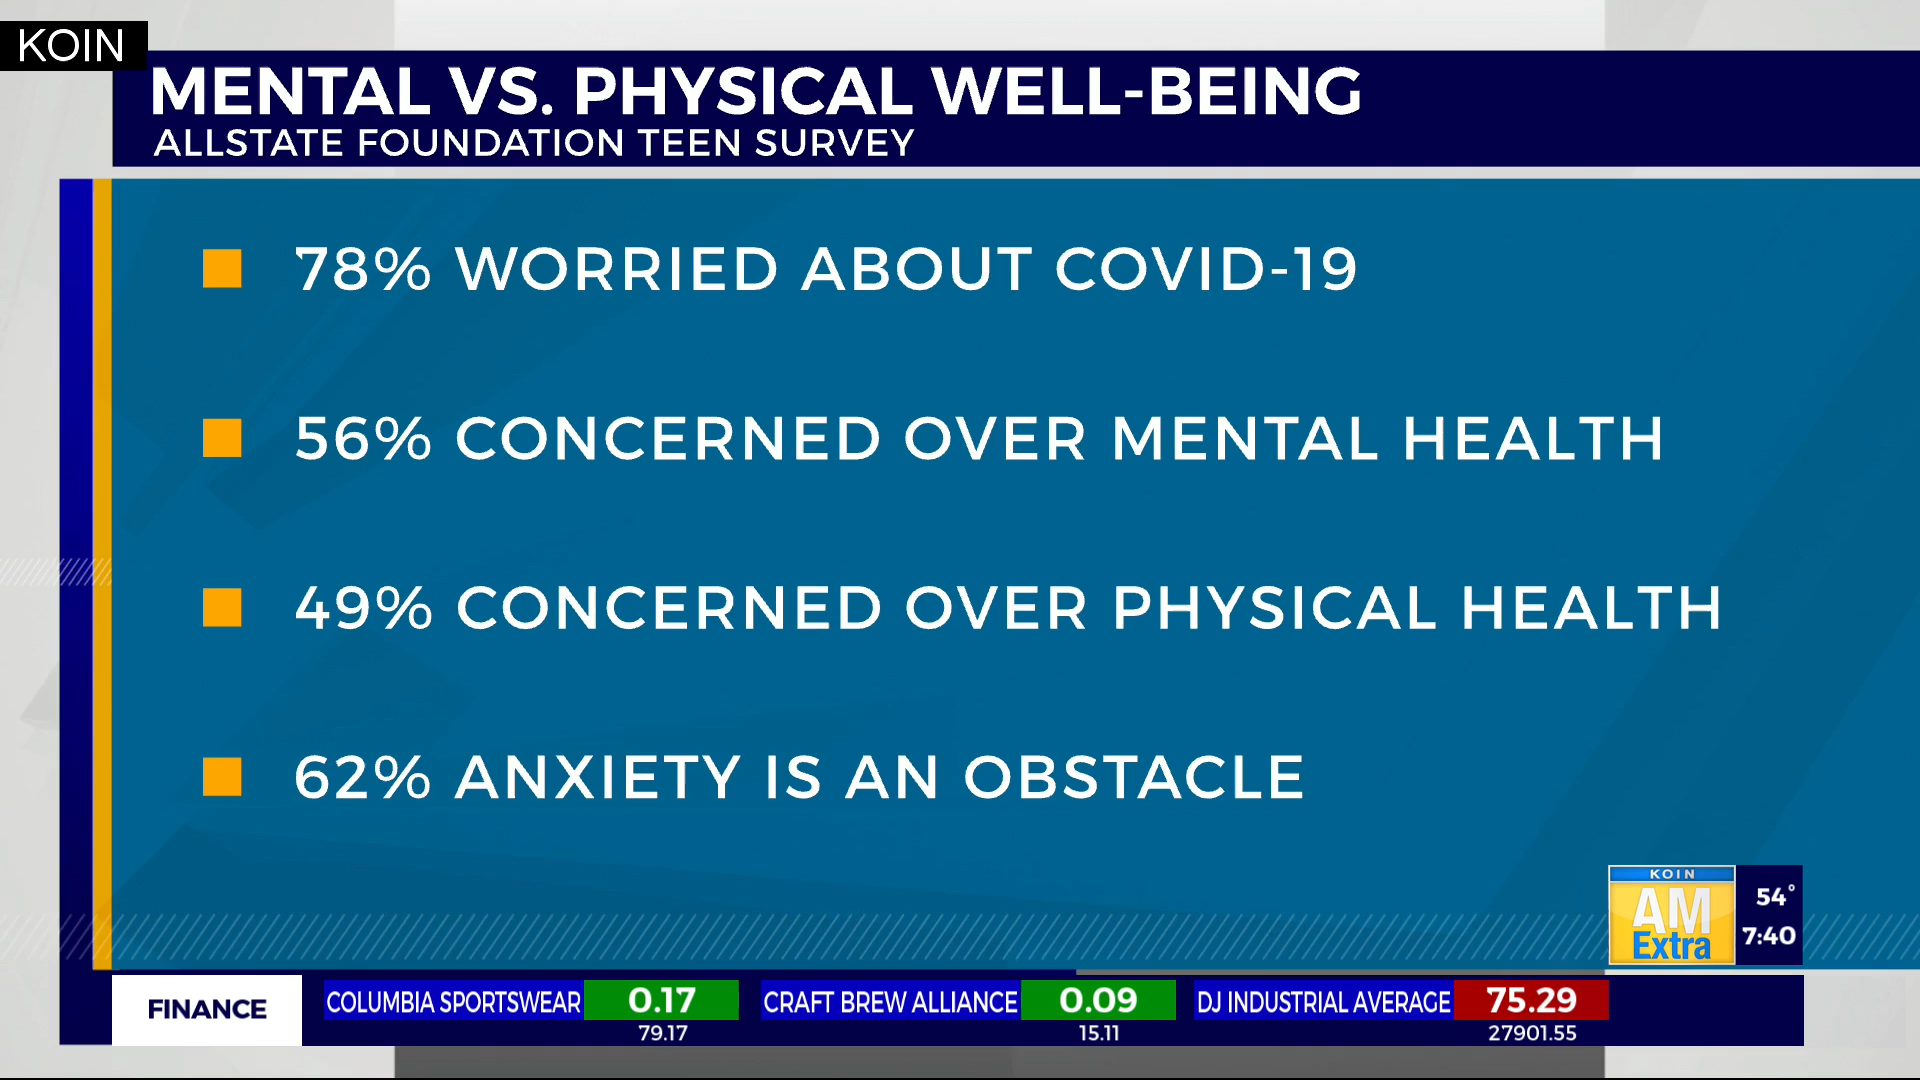 KOIN
MENTAL VS. PHYSICAL WELL-BEING
ALLSTATE FOUNDATION TEEN SURVEY
78% WORRIED ABOUT COVID-19
56% CONCERNED OVER MENTAL HEALTH
49% CONCERNED OVER PHYSICAL HEALTH
62% ANXIETY IS AN OBSTACLE
KOIN
AM
Extra
54°
7:40
FINANCE
COLUMBIA SPORTSWEAR 0.17
79.17
CRAFT BREW ALLIANCE 0.09
15.11
DJ INDUSTRIAL AVERAGE 75.29
27901.55